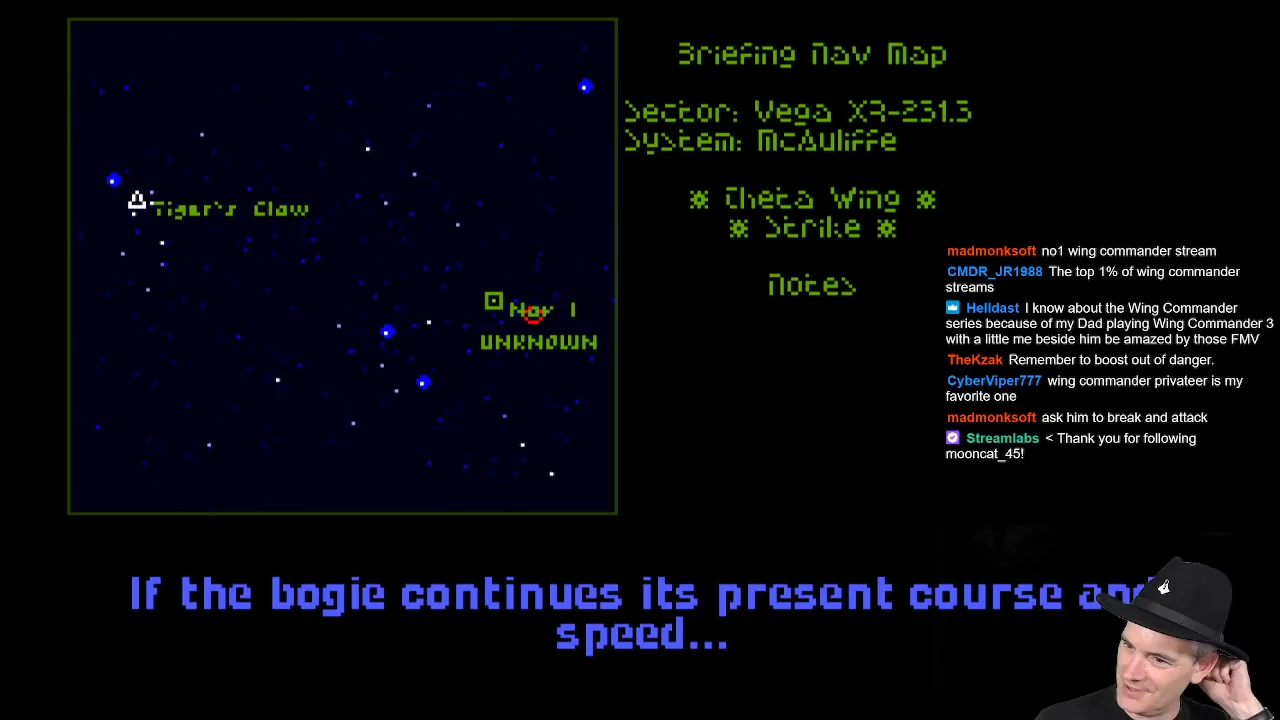 Briefing Nav Map
Sector: Vega XR-231.3
System: McAuliffe
Tiger's Claw
* Theta Wing *
* Strike *
Notes
Nav 1
UNKNOWN
madmonksoft no1 wing commander stream
CMDR_JR1988 The top 1% of wing commander
streams
Helldast I know about the Wing Commander
series because of my Dad playing Wing Commander 3
with a little me beside him be amazed by those FMV
TheKzak Remember to boost out of danger.
CyberViper777 wing commander privateer is my
favorite one
madmonksoft ask him to break and attack
Streamlabs < Thank you for following
mooncat_45!
If the bogie continues its present course and
speed...